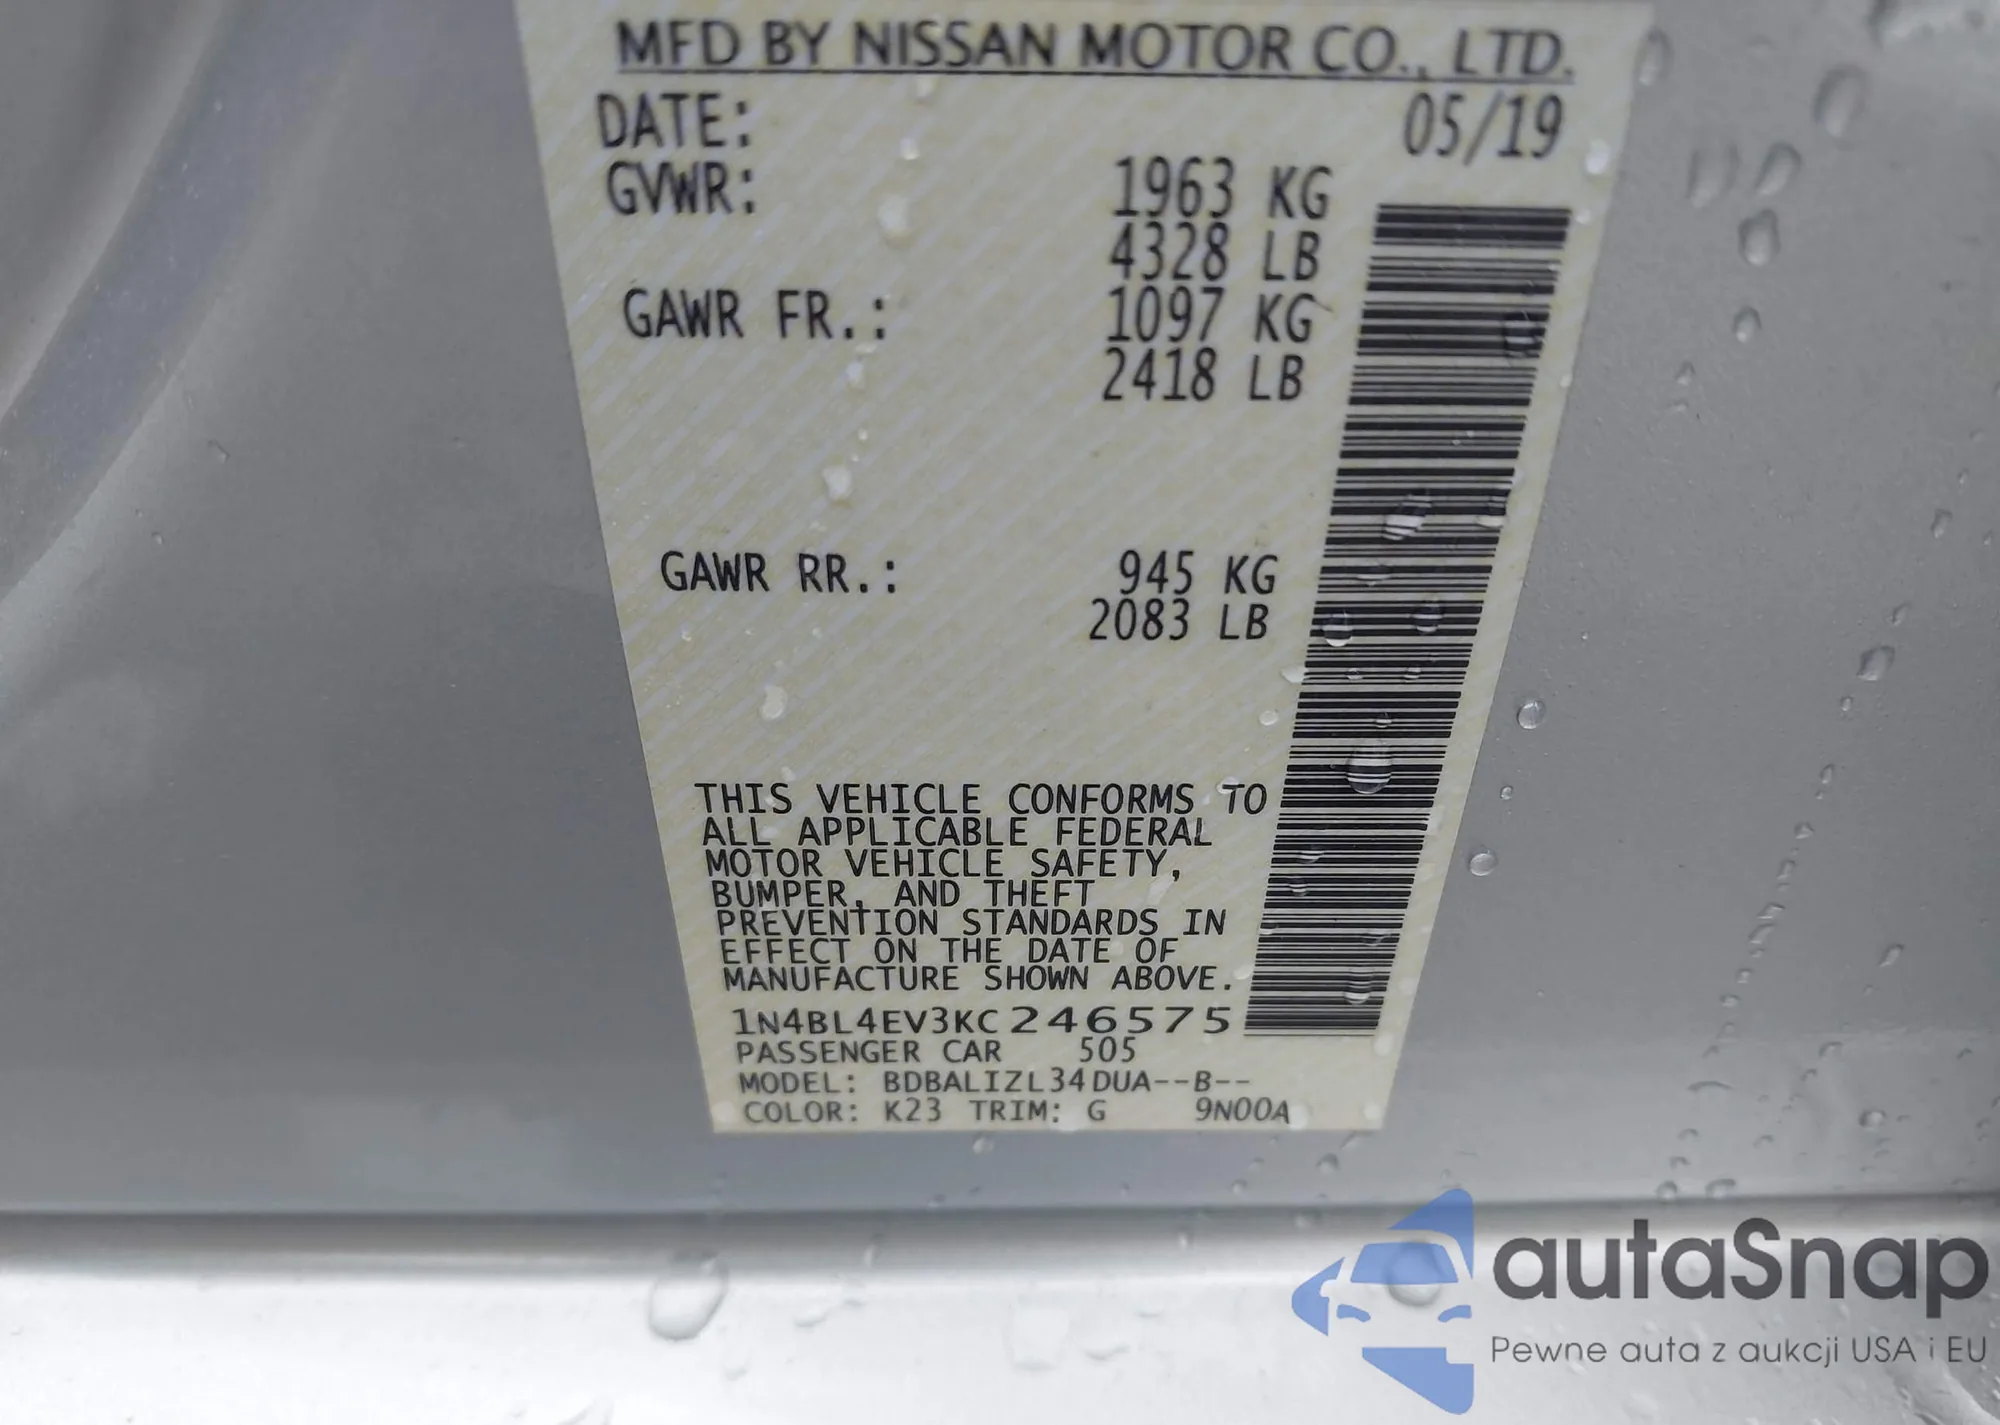 MFD BY NISSAN MOTOR CO., LTD.
DATE: 05/19
GVWR: 1963 KG
4328 LB
GAWR FR.: 1097 KG
2418 LB
GAWR RR.: 945 KG
2083 LB
THIS VEHICLE CONFORMS TO
ALL APPLICABLE FEDERAL
MOTOR VEHICLE SAFETY,
BUMPER, AND THEFT
PREVENTION STANDARDS IN
EFFECT ON THE DATE OF
MANUFACTURE SHOWN ABOVE.
1N4BL4EV3KC246575
PASSENGER CAR 505
MODEL: BDBALIZL34DUA--B--
COLOR: K23 TRIM: G 9N00A
autaSnap
Pewne auta z aukcji USA i EU